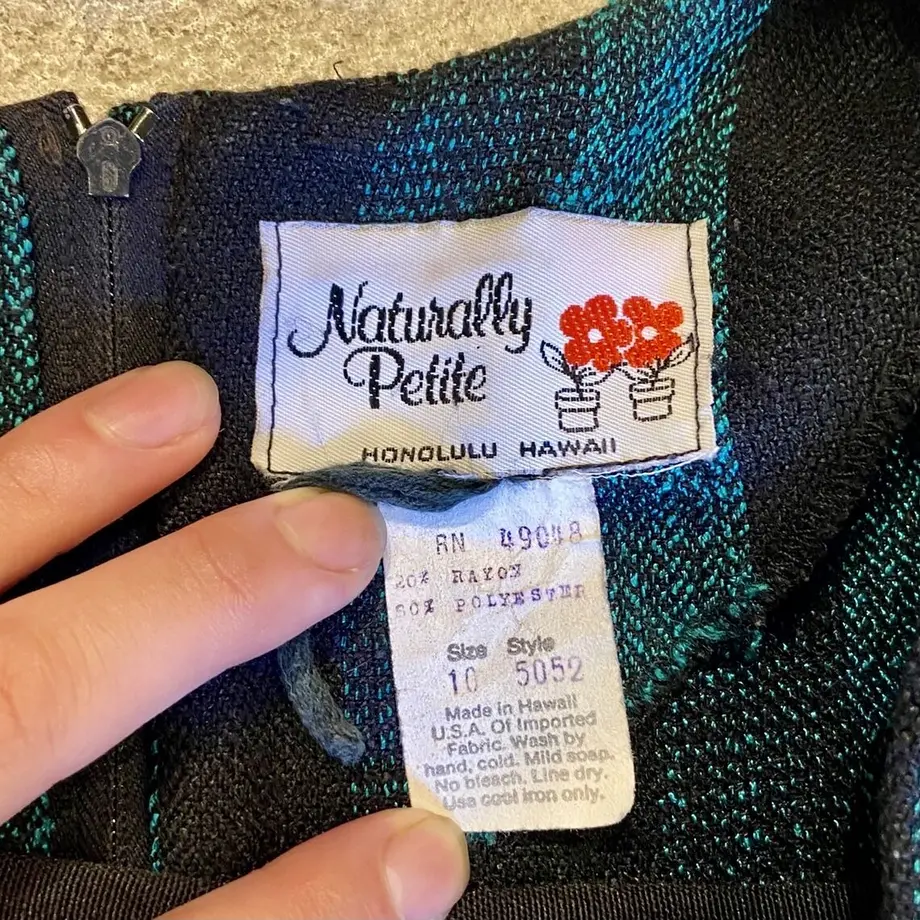 Naturally
Petite
HONOLULU HAWAII
RN 49048
20% RAYON
80% POLYESTER
Size Style
10 5052
Made in Hawaii
U.S.A. Of Imported
Fabric. Wash by
hand, cold. Mild soap.
No bleach. Line dry.
Use cool iron only.